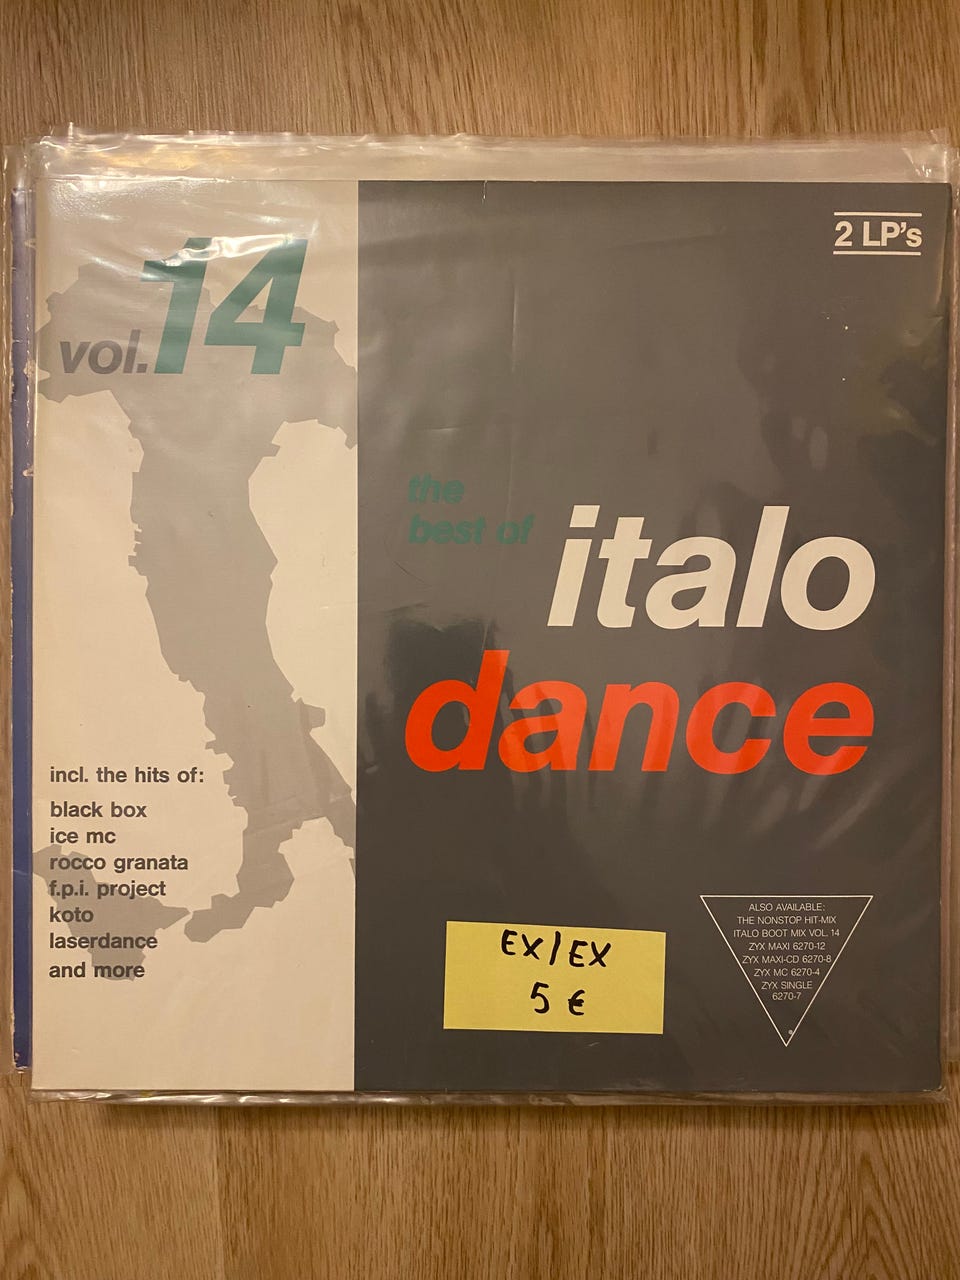 2 LP's
vol.14
the
best of
italo
dance
incl. the hits of:
black box
ice mc
rocco granata
f.p.i. project
koto
laserdance
and more
EX/EX
5 €
ALSO AVAILABLE:
THE NONSTOP HIT-MIX
ITALO BOOT MIX VOL. 14
ZYX MAXI 6270-12
ZYX MAXI-CD 6270-8
ZYX MC 6270-4
ZYX SINGLE
6270-7